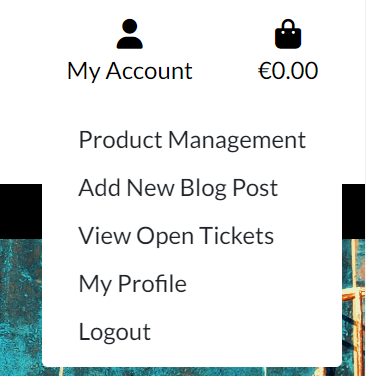 My Account €0.00
Product Management
Add New Blog Post
View Open Tickets
My Profile
Logout